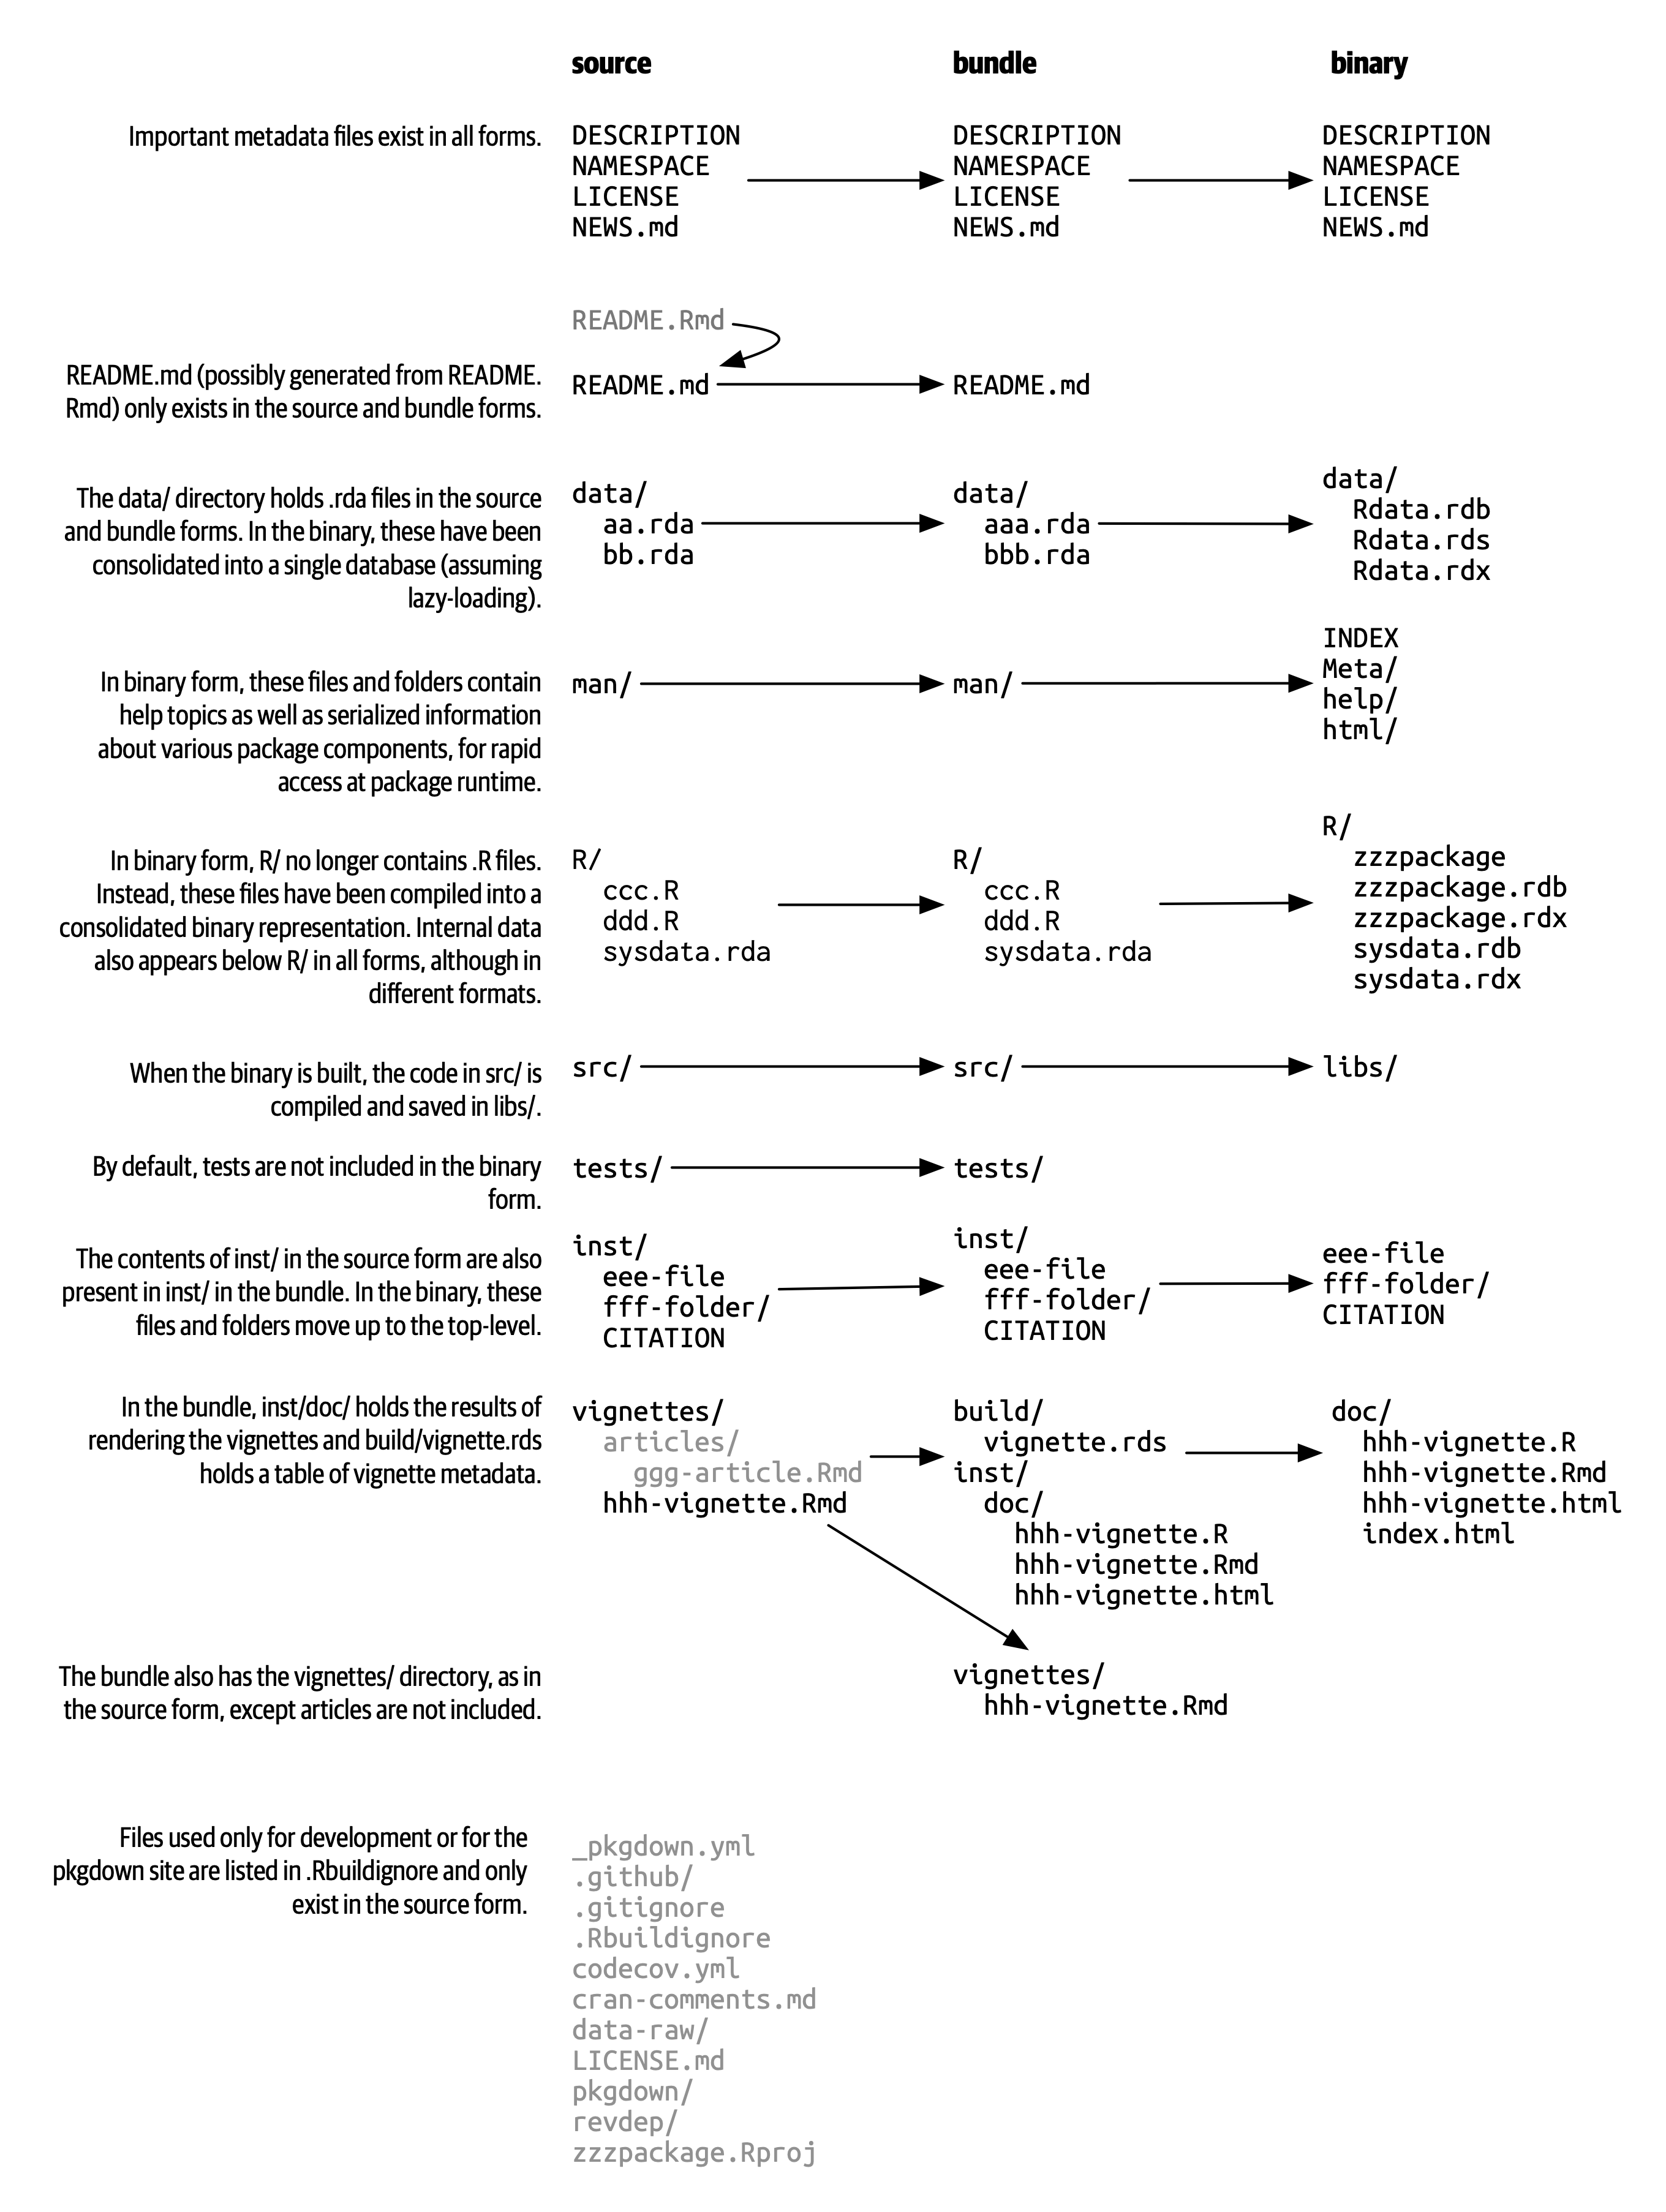 source bundle binary
Important metadata files exist in all forms.
DESCRIPTION
NAMESPACE
LICENSE
NEWS.md
DESCRIPTION
NAMESPACE
LICENSE
NEWS.md
DESCRIPTION
NAMESPACE
LICENSE
NEWS.md
README.md (possibly generated from README.
Rmd) only exists in the source and bundle forms.
README.Rmd
README.md
README.md
The data/ directory holds .rda files in the source
and bundle forms. In the binary, these have been
consolidated into a single database (assuming
lazy-loading).
data/
aa.rda
bb.rda
data/
aaa.rda
bbb.rda
data/
Rdata.rdb
Rdata.rds
Rdata.rdx
In binary form, these files and folders contain
help topics as well as serialized information
about various package components, for rapid
access at package runtime.
man/
man/
INDEX
Meta/
help/
html/
In binary form, R/ no longer contains .R files.
Instead, these files have been compiled into a
consolidated binary representation. Internal data
also appears below R/ in all forms, although in
different formats.
R/
ccc.R
ddd.R
sysdata.rda
R/
ccc.R
ddd.R
sysdata.rda
R/
zzzpackage
zzzpackage.rdb
zzzpackage.rdx
sysdata.rdb
sysdata.rdx
When the binary is built, the code in src/ is
compiled and saved in libs/.
src/
src/
libs/
By default, tests are not included in the binary
form.
tests/
tests/
The contents of inst/ in the source form are also
present in inst/ in the bundle. In the binary, these
files and folders move up to the top-level.
inst/
eee-file
fff-folder/
CITATION
inst/
eee-file
fff-folder/
CITATION
eee-file
fff-folder/
CITATION
In the bundle, inst/doc/ holds the results of
rendering the vignettes and build/vignette.rds
holds a table of vignette metadata.
vignettes/
articles/
ggg-article.Rmd
hhh-vignette.Rmd
build/
vignette.rds
inst/
doc/
hhh-vignette.R
hhh-vignette.Rmd
hhh-vignette.html
doc/
hhh-vignette.R
hhh-vignette.Rmd
hhh-vignette.html
index.html
The bundle also has the vignettes/ directory, as in
the source form, except articles are not included.
vignettes/
hhh-vignette.Rmd
Files used only for development or for the
pkgdown site are listed in .Rbuildignore and only
exist in the source form.
_pkgdown.yml
.github/
.gitignore
.Rbuildignore
codecov.yml
cran-comments.md
data-raw/
LICENSE.md
pkgdown/
revdep/
zzzpackage.Rproj